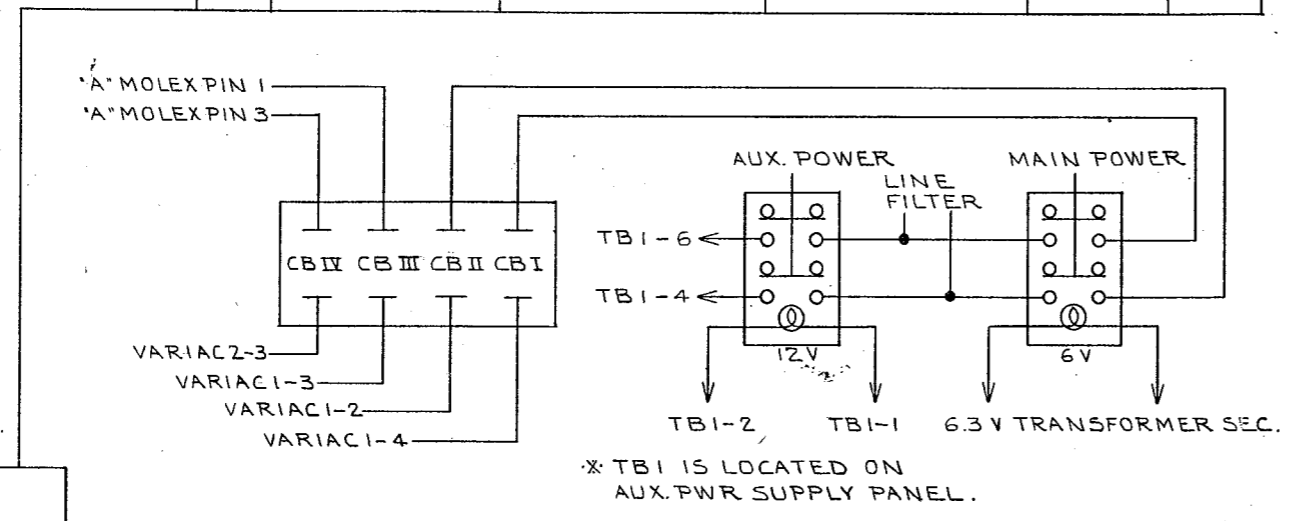 "A" MOLEX PIN 1
"A" MOLEX PIN 3
AUX. POWER
MAIN POWER
LINE
FILTER
TB1-6
TB1-4
CB IV CB III CB II CB I
VARIAC 2-3
VARIAC 1-3
VARIAC 1-2
VARIAC 1-4
12V
6V
TB1-2
TB1-1
6.3 V TRANSFORMER SEC.
* TB1 IS LOCATED ON
AUX. PWR SUPPLY PANEL.